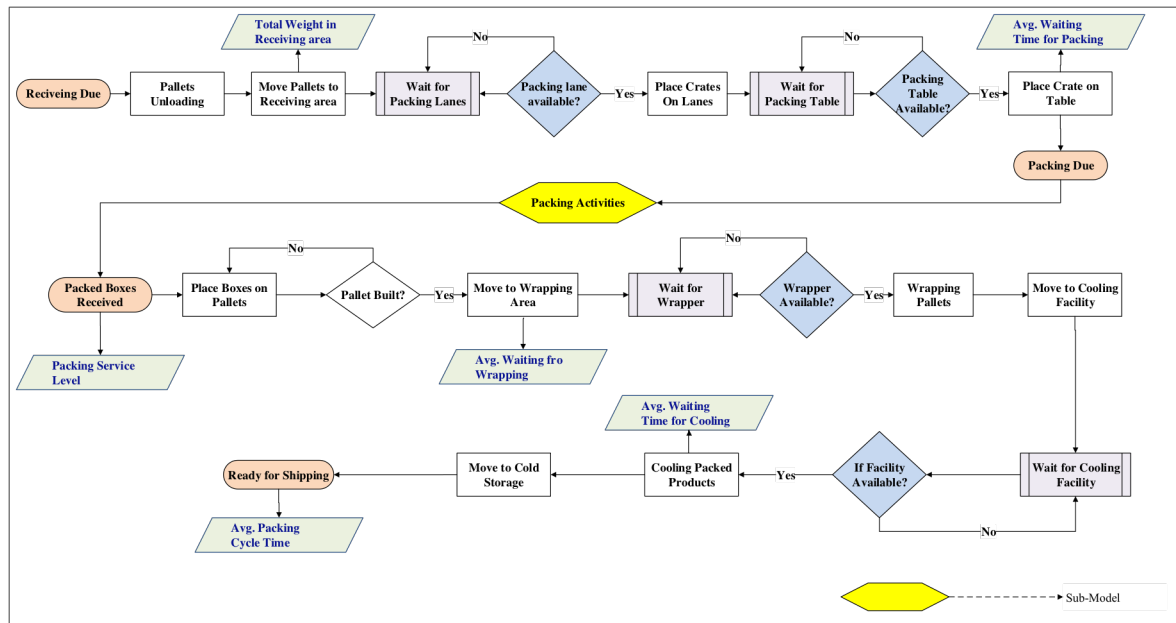 Total Weight in
Receiving area
No
No
Avg. Waiting
Time for Packing
Reciveing Due
Pallets
Unloading
Move Pallets to
Receiving area
Wait for
Packing Lanes
Packing lane
available?
Yes
Place Crates
On Lanes
Wait for
Packing Table
Packing
Table
Available?
Yes
Place Crate on
Table
Packing Due
Packing Activities
No
No
Packed Boxes
Received
Place Boxes on
Pallets
Pallet Built?
Yes
Move to Wrapping
Area
Wait for
Wrapper
Wrapper
Available?
Yes
Wrapping
Pallets
Move to Cooling
Facility
Packing Service
Level
Avg. Waiting fro
Wrapping
Avg. Waiting
Time for Cooling
Ready for Shipping
Move to Cold
Storage
Cooling Packed
Products
Yes
If Facility
Available?
Wait for Cooling
Facility
No
Avg. Packing
Cycle Time
Sub-Model